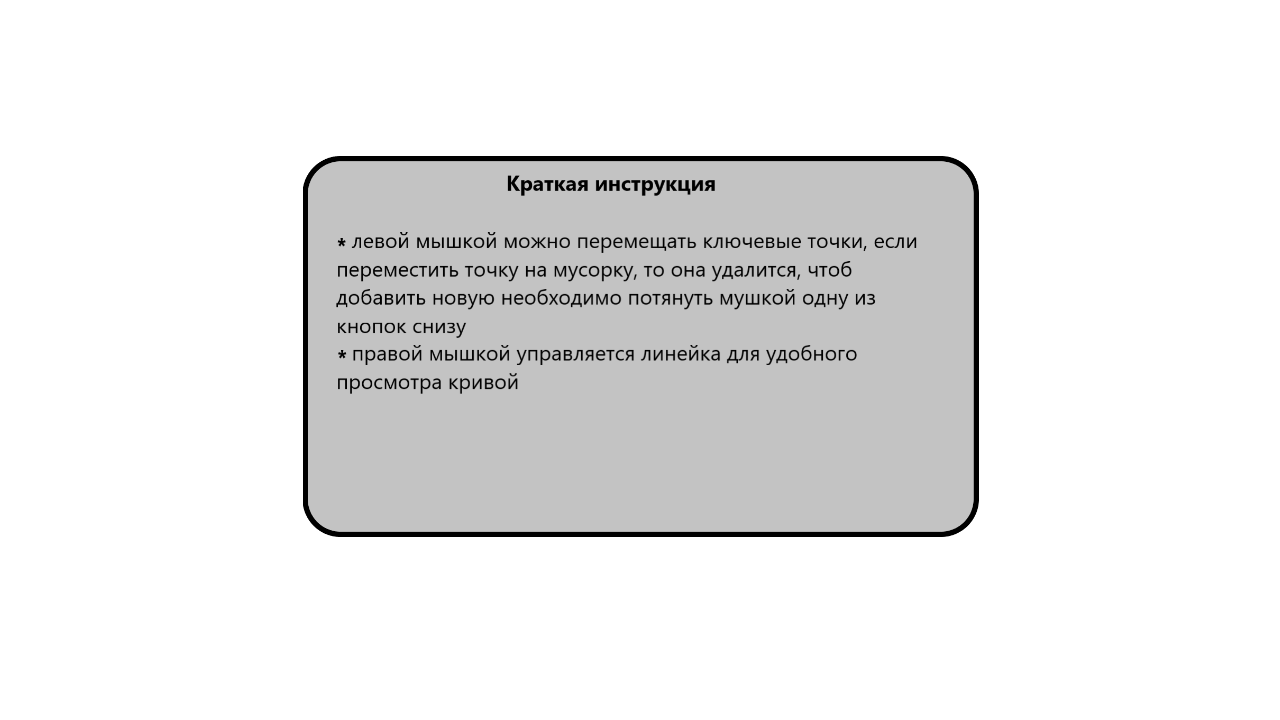 Краткая инструкция
* левой мышкой можно перемещать ключевые точки, если
переместить точку на мусорку, то она удалится, чтоб
добавить новую необходимо потянуть мушкой одну из
кнопок снизу
* правой мышкой управляется линейка для удобного
просмотра кривой